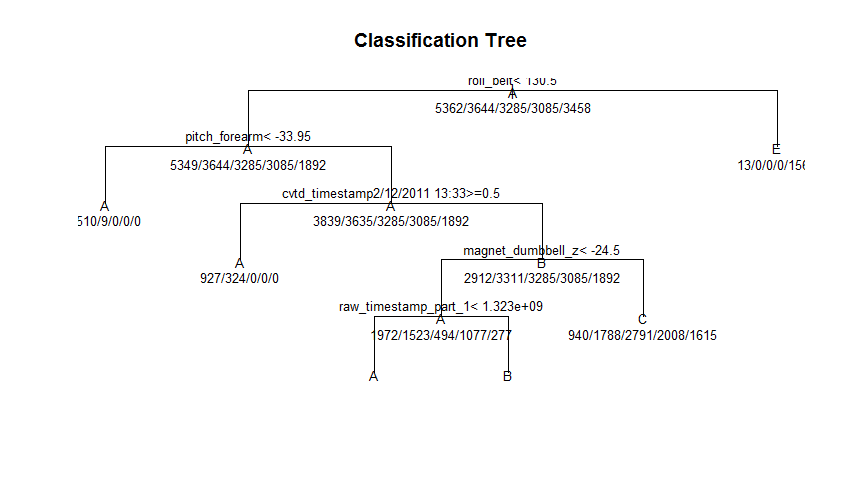 Classification Tree
roll_belt< 130.5
A
5362/3644/3285/3085/3458
pitch_forearm< -33.95
A
5349/3644/3285/3085/1892
E
13/0/0/0/156
cvtd_timestamp2/12/2011 13:33>=0.5
A
510/9/0/0/0
A
3839/3635/3285/3085/1892
magnet_dumbbell_z< -24.5
A
927/324/0/0/0
B
2912/3311/3285/3085/1892
raw_timestamp_part_1< 1.323e+09
A
1972/1523/494/1077/277
C
940/1788/2791/2008/1615
A
B